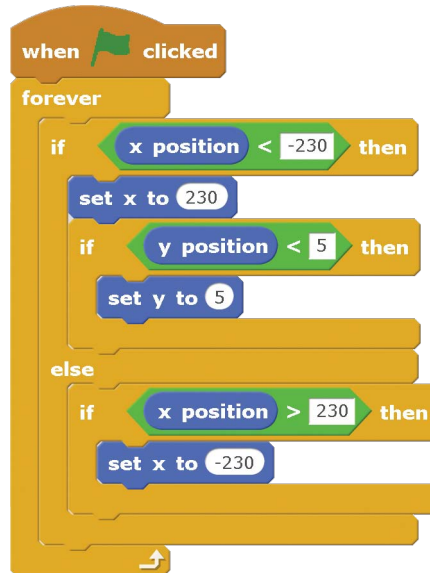 when clicked
forever
if x position < -230 then
set x to 230
if y position < 5 then
set y to 5
else
if x position > 230 then
set x to -230